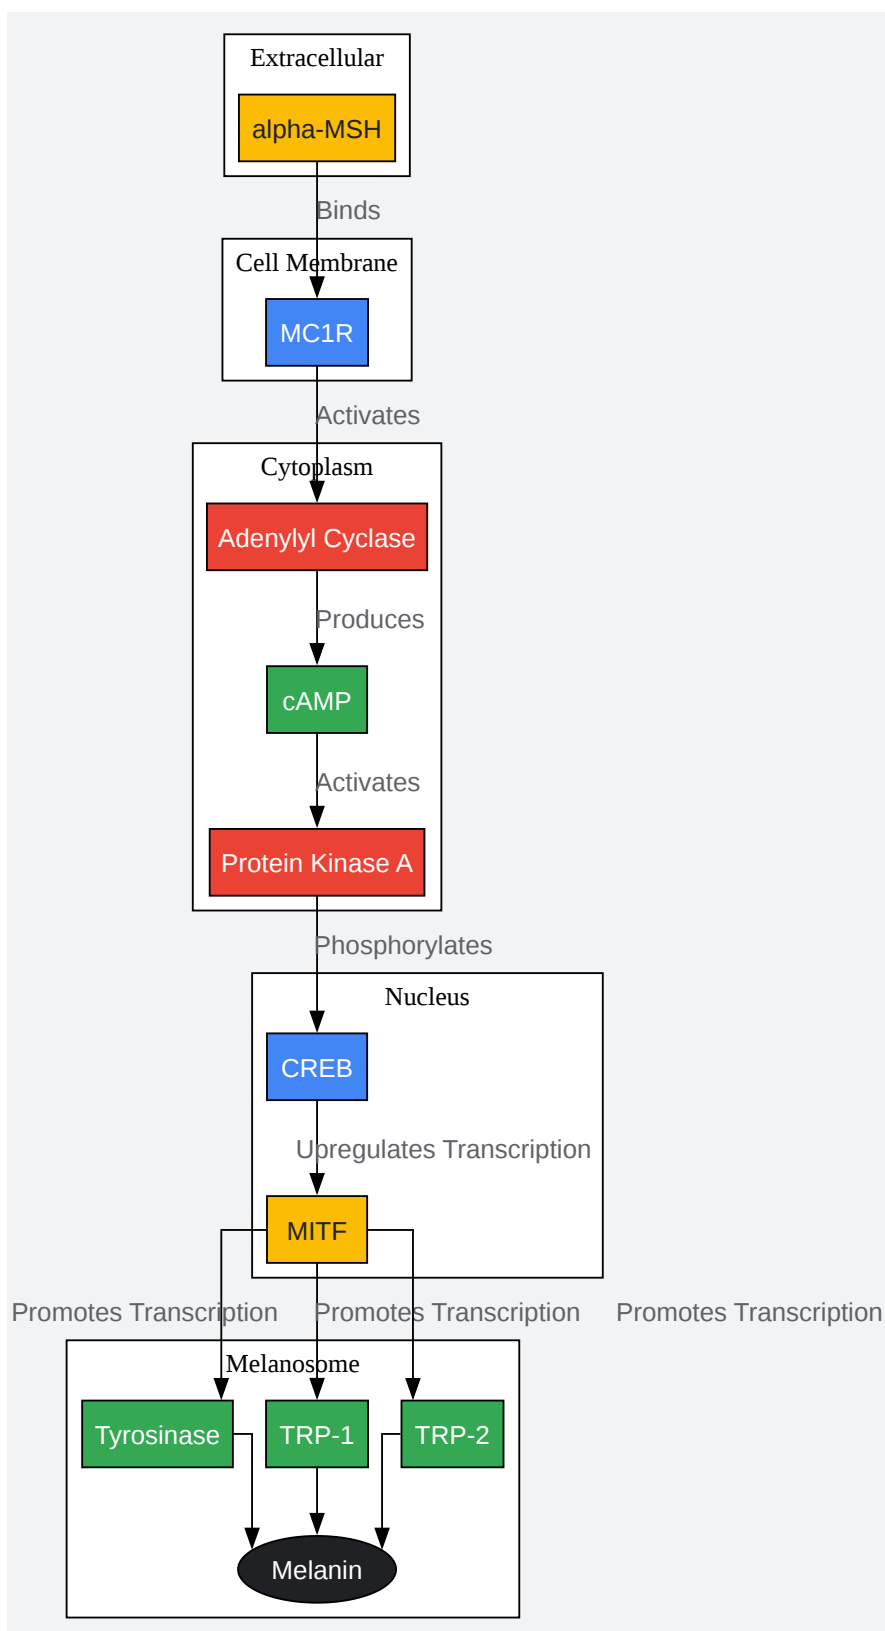 Extracellular
alpha-MSH
Binds
Cell Membrane
MC1R
Activates
Cytoplasm
Adenylyl Cyclase
Produces
cAMP
Activates
Protein Kinase A
Phosphorylates
Nucleus
CREB
Upregulates Transcription
MITF
Promotes Transcription
Promotes Transcription
Promotes Transcription
Melanosome
Tyrosinase
TRP-1
TRP-2
Melanin